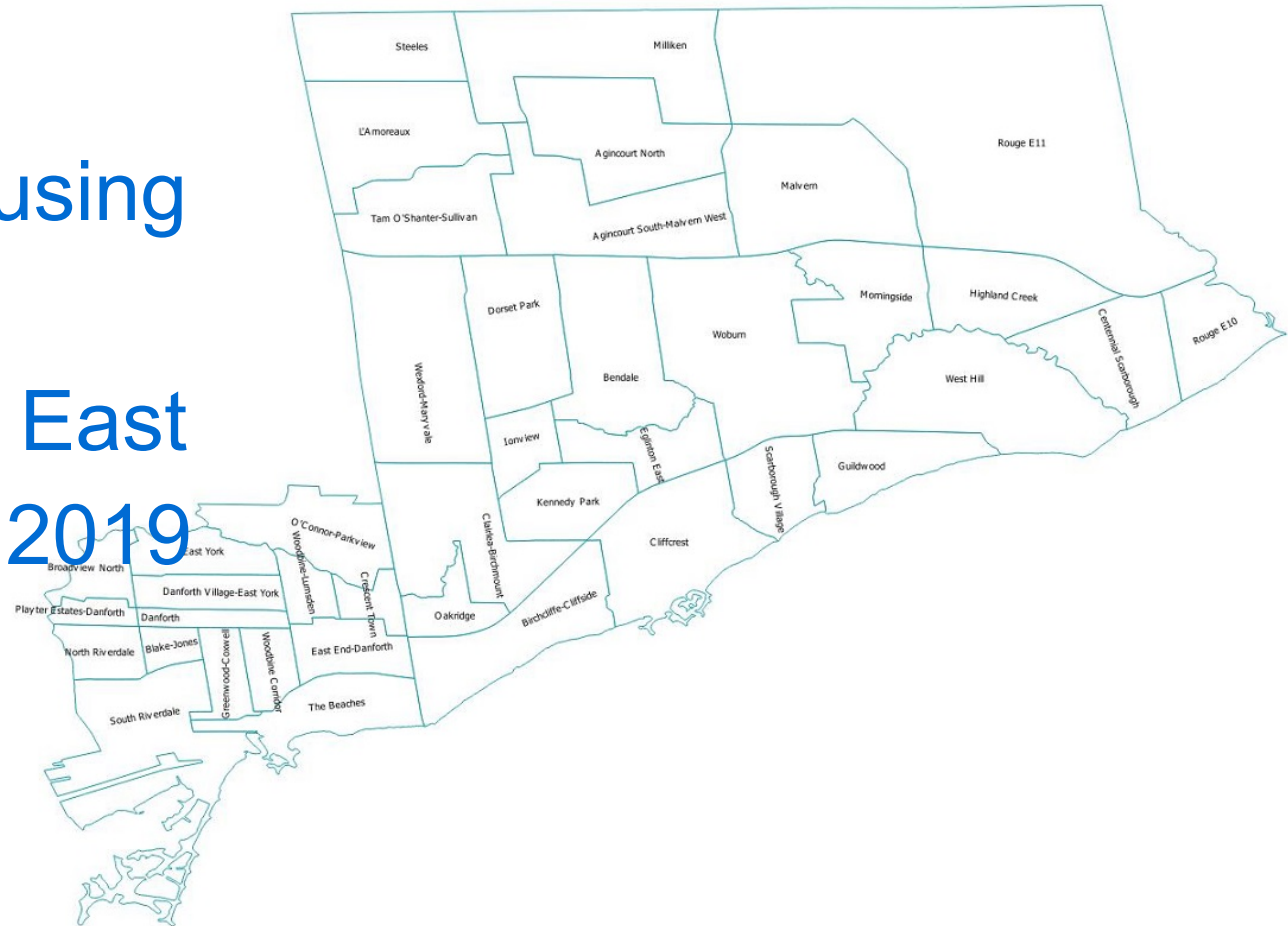 using
East
2019
Steeles
Milliken
L'Amoreaux
Agincourt North
Rouge E11
Malvern
Tam O'Shanter-Sullivan
Agincourt South-Malvern West
Dorset Park
Morningside
Highland Creek
Centennial Scarborough
Rouge E10
Woburn
Wexford-Maryvale
Bendale
West Hill
Ionview
Eglinton East
Scarborough Village
Guildwood
Kennedy Park
O'Connor-Parkview
Clairlea-Birchmount
Cliffcrest
East York
Woodbine-Lumsden
Broadview North
Crescent Town
Danforth Village-East York
Playter Estates-Danforth
Danforth
Oakridge
Birchcliffe-Cliffside
North Riverdale
Blake-Jones
Greenwood-Coxwell
Woodbine Corridor
East End-Danforth
South Riverdale
The Beaches